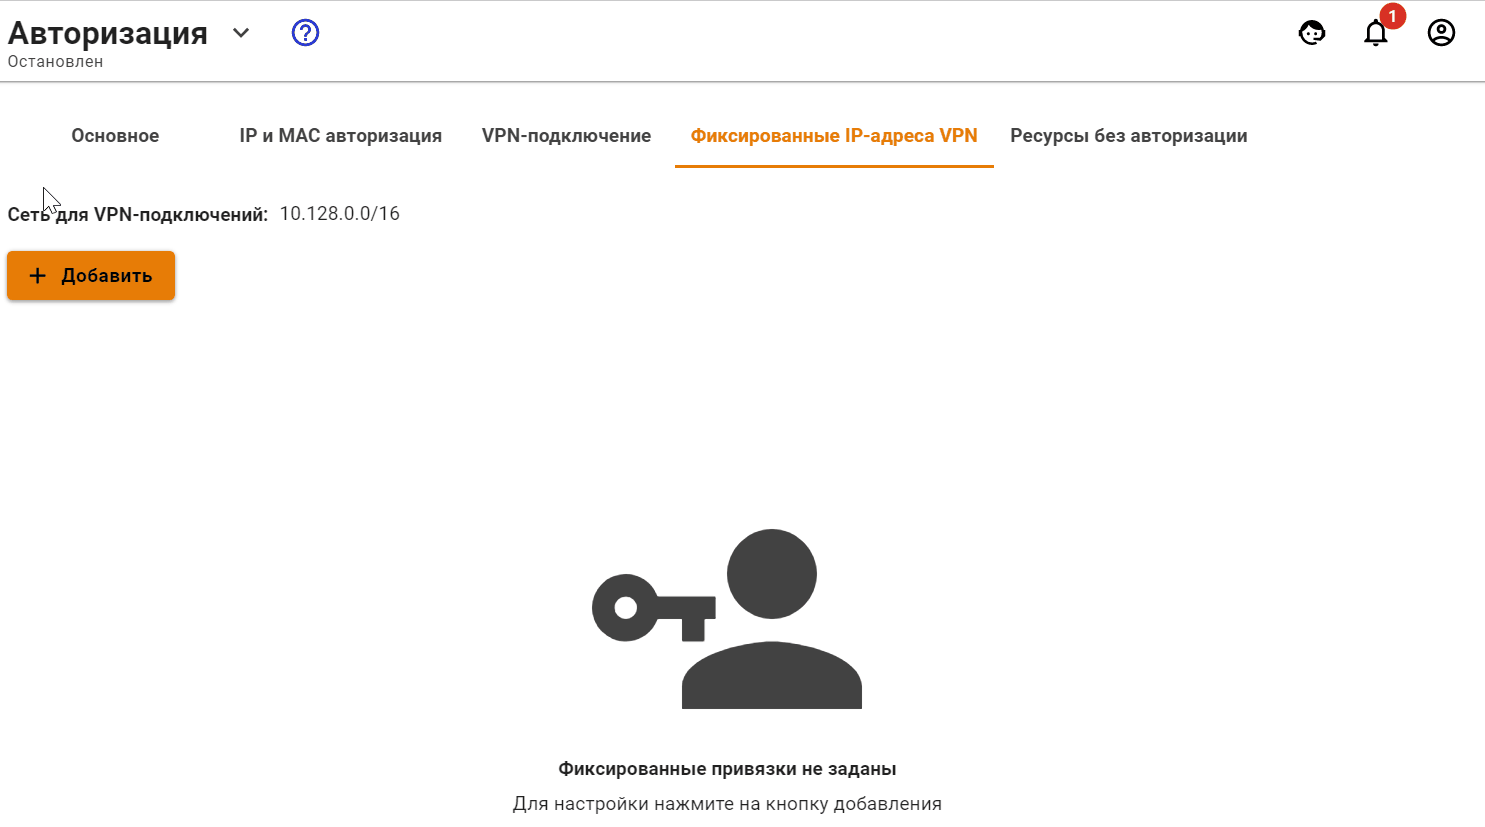 Авторизация
1
Остановлен
Основное IP и MAC авторизация VPN-подключение Фиксированные IP-адреса VPN Ресурсы без авторизации
Сеть для VPN-подключений: 10.128.0.0/16
+ Добавить
Фиксированные привязки не заданы
Для настройки нажмите на кнопку добавления